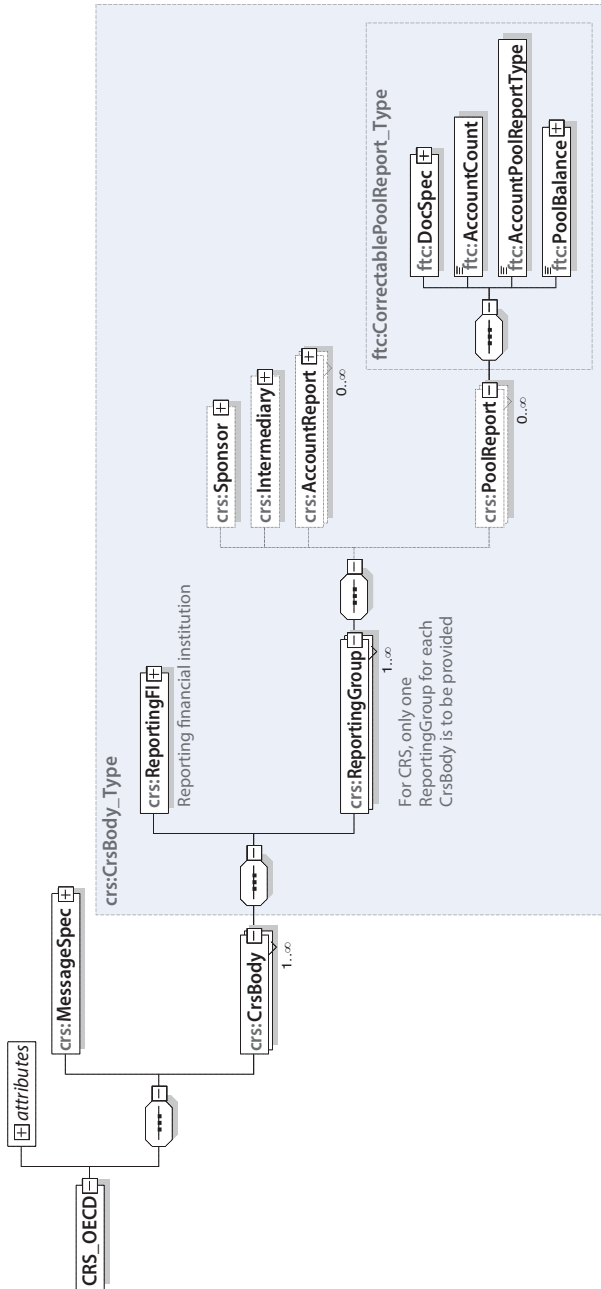 CRS_OECD
attributes
crs:MessageSpec
crs:CrsBody
1..∞
crs:CrsBody_Type
crs:ReportingFI
Reporting financial institution
crs:ReportingGroup
1..∞
For CRS, only one
ReportingGroup for each
CrsBody is to be provided
crs:Sponsor
crs:Intermediary
crs:AccountReport
0..∞
crs:PoolReport
0..∞
ftc:CorrectablePoolReport_Type
ftc:DocSpec
ftc:AccountCount
ftc:AccountPoolReportType
ftc:PoolBalance